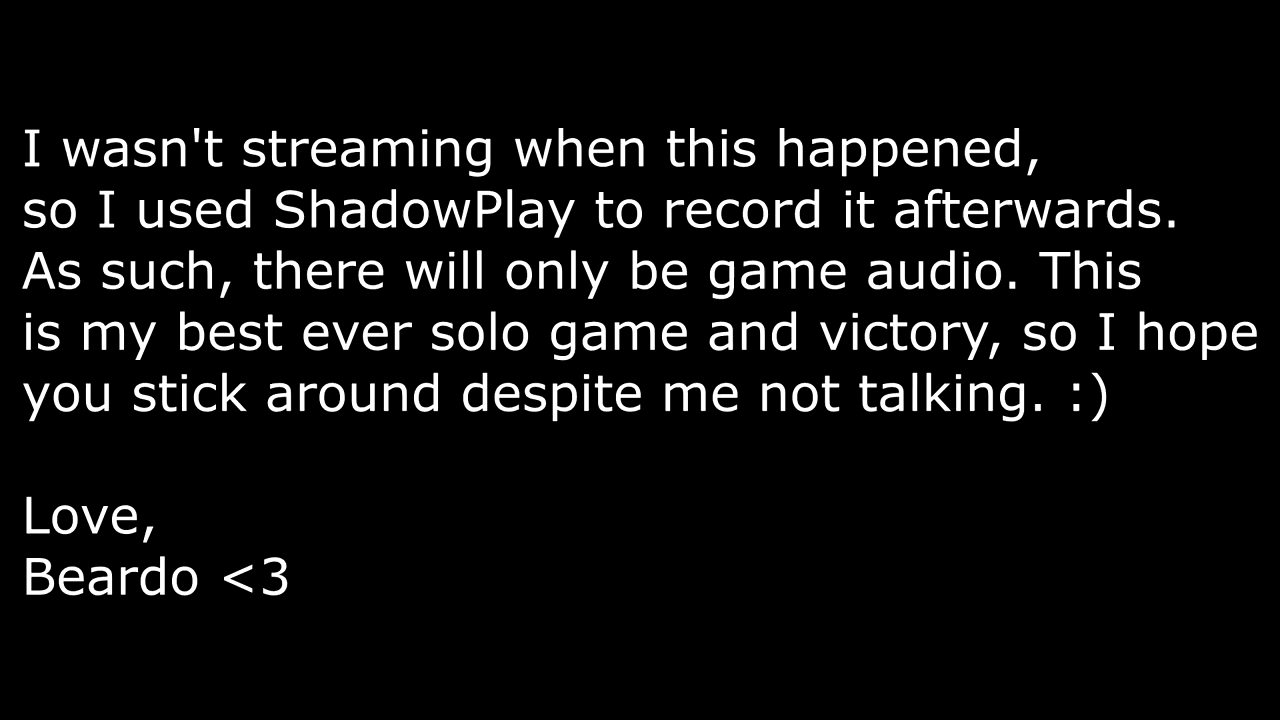 I wasn't streaming when this happened,
so I used ShadowPlay to record it afterwards.
As such, there will only be game audio. This
is my best ever solo game and victory, so I hope
you stick around despite me not talking. :)
Love,
Beardo <3